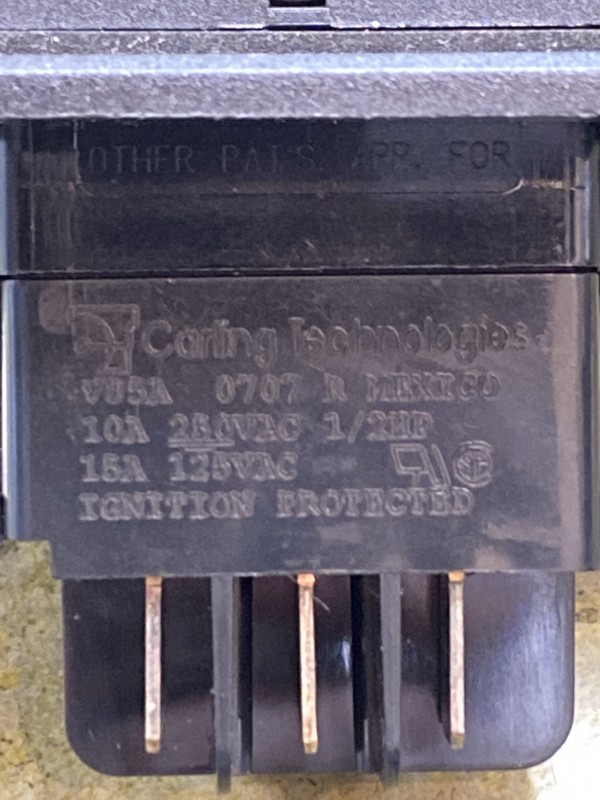 OTHER PATS. APP. FOR
Carling Technologies
VU5A 0707 R MEXICO
10A 250VAC 1/2HP
15A 125VAC
IGNITION PROTECTED